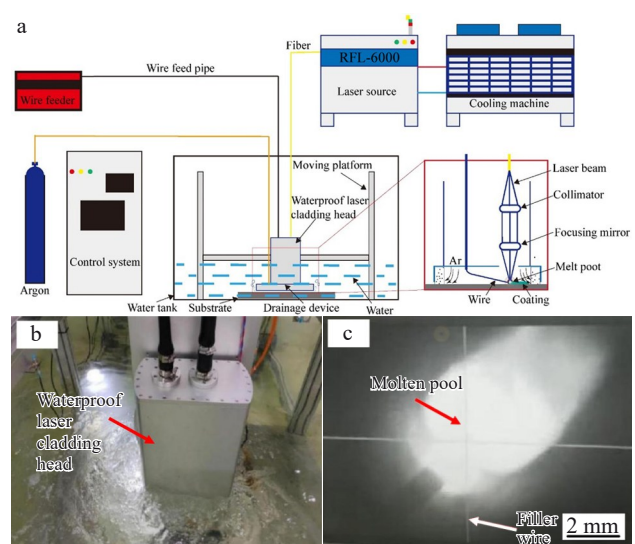 a
Fiber
RFL-6000
Wire feed pipe
Wire feeder
Laser source
Cooling machine
Moving platform
Laser beam
Waterproof laser
cladding head
Collimator
Focusing mirror
Control system
Ar
Melt poot
Argon
Wire
Coating
Water tank
Substrate
Water
Drainage device
b
Waterproof
laser
cladding
head
c
Molten pool
Filler
wire
2 mm